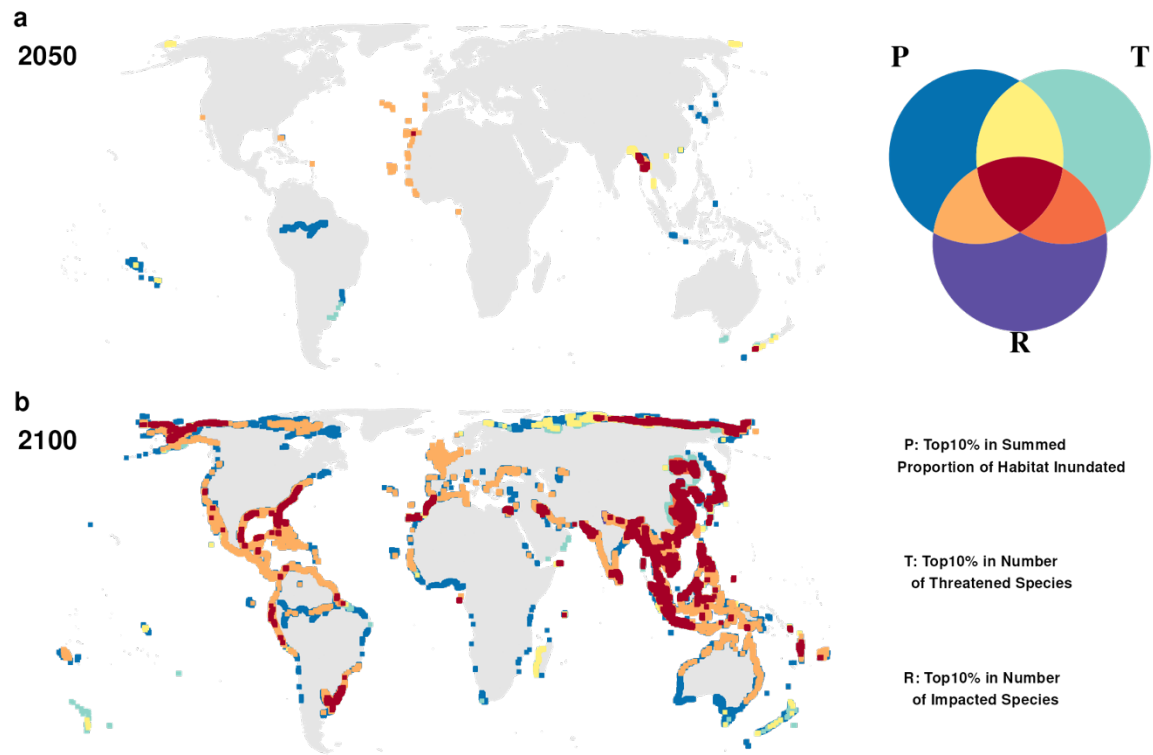 a
2050
P
T
R
b
2100
P: Top10% in Summed
Proportion of Habitat Inundated
T: Top10% in Number
of Threatened Species
R: Top10% in Number
of Impacted Species